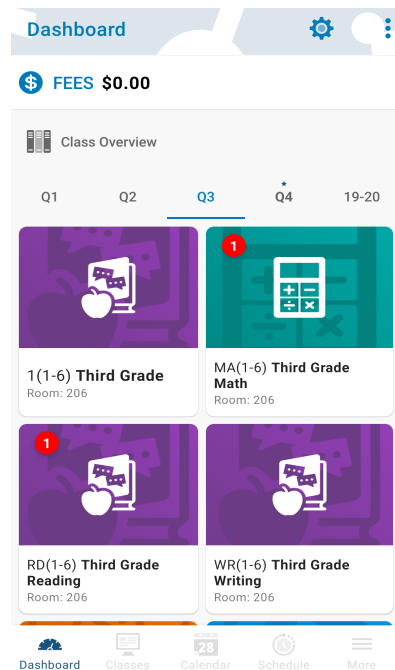 Dashboard
$ FEES $0.00
Class Overview
Q1 Q2 Q3 Q4 19-20
1
1(1-6) Third Grade
Room: 206
MA(1-6) Third Grade
Math
Room: 206
1
RD(1-6) Third Grade
Reading
Room: 206
WR(1-6) Third Grade
Writing
Room: 206
28
Dashboard Classes Calendar Schedule More